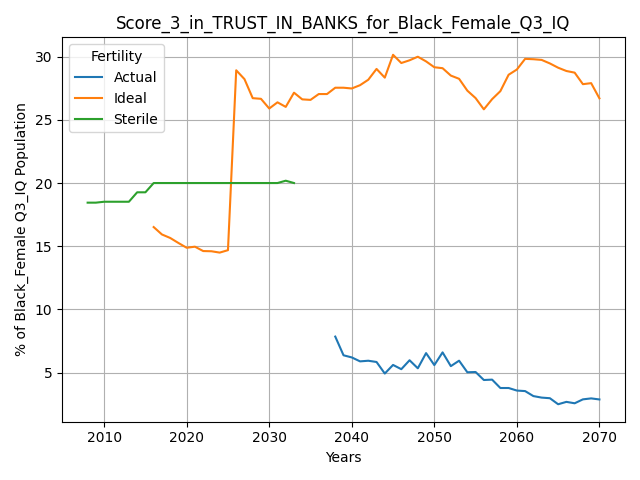 Score_3_in_TRUST_IN_BANKS_for_Black_Female_Q3_IQ
Fertility
Actual
Ideal
Sterile
% of Black_Female Q3_IQ Population
30
25
20
15
10
5
2010 2020 2030 2040 2050 2060 2070
Years